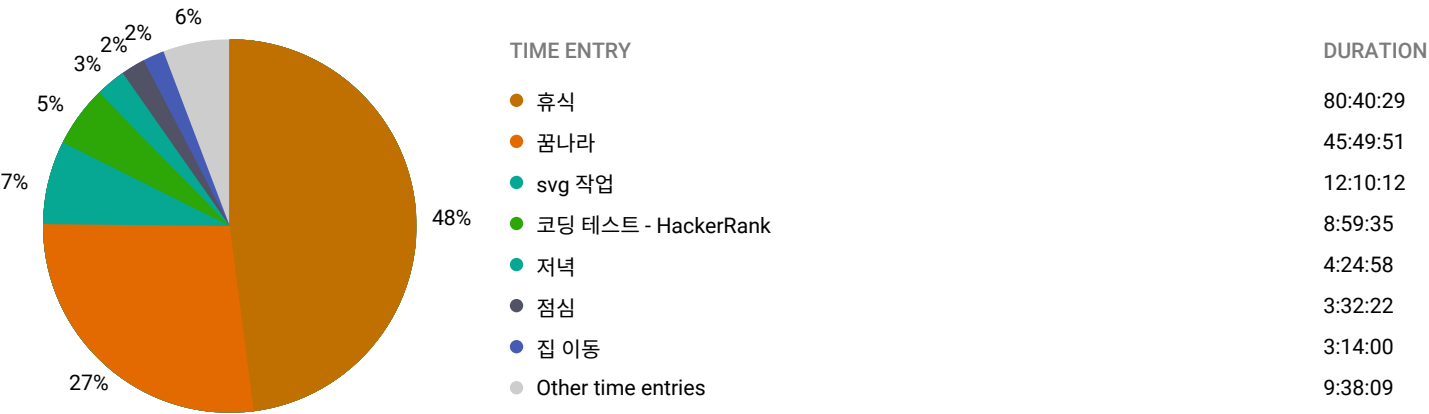 6%
2%
2%
3%
5%
7%
48%
27%
TIME ENTRY DURATION
휴식 80:40:29
꿈나라 45:49:51
svg 작업 12:10:12
코딩 테스트 - HackerRank 8:59:35
저녁 4:24:58
점심 3:32:22
집 이동 3:14:00
Other time entries 9:38:09